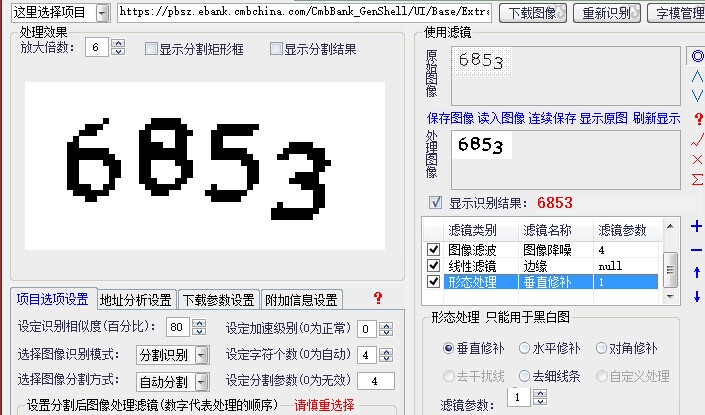 这里选择项目 https://pbsz.ebank.cmbchina.com/CmbBank_GenShell/UI/Base/Extra 下载图像 重新识别 字模管理
处理效果
放大倍数: 6 显示分割矩形框 显示分割结果
6853
使用滤镜
原始图像 6853
保存图像 读入图像 连续保存 显示原图 刷新显示
处理图像 6853
显示识别结果: 6853
滤镜类别 滤镜名称 滤镜参数
图像滤波 图像降噪 4
线性滤镜 边缘 null
形态处理 垂直修补 1
项目选项设置 地址分析设置 下载参数设置 附加信息设置 ?
设定识别相似度(百分比): 80 设定加速级别(0为正常) 0
选择图像识别模式: 分割识别 设定字符个数(0为自动) 4
选择图像分割方式: 自动分割 设定分割参数(0为无效) 4
设置分割后图像处理滤镜(数字代表处理的顺序) 请慎重选择
形态处理 只能用于黑白图
垂直修补 水平修补 对角修补
去干扰线 去细线条 自定义处理
滤镜参数: 1
?
Σ